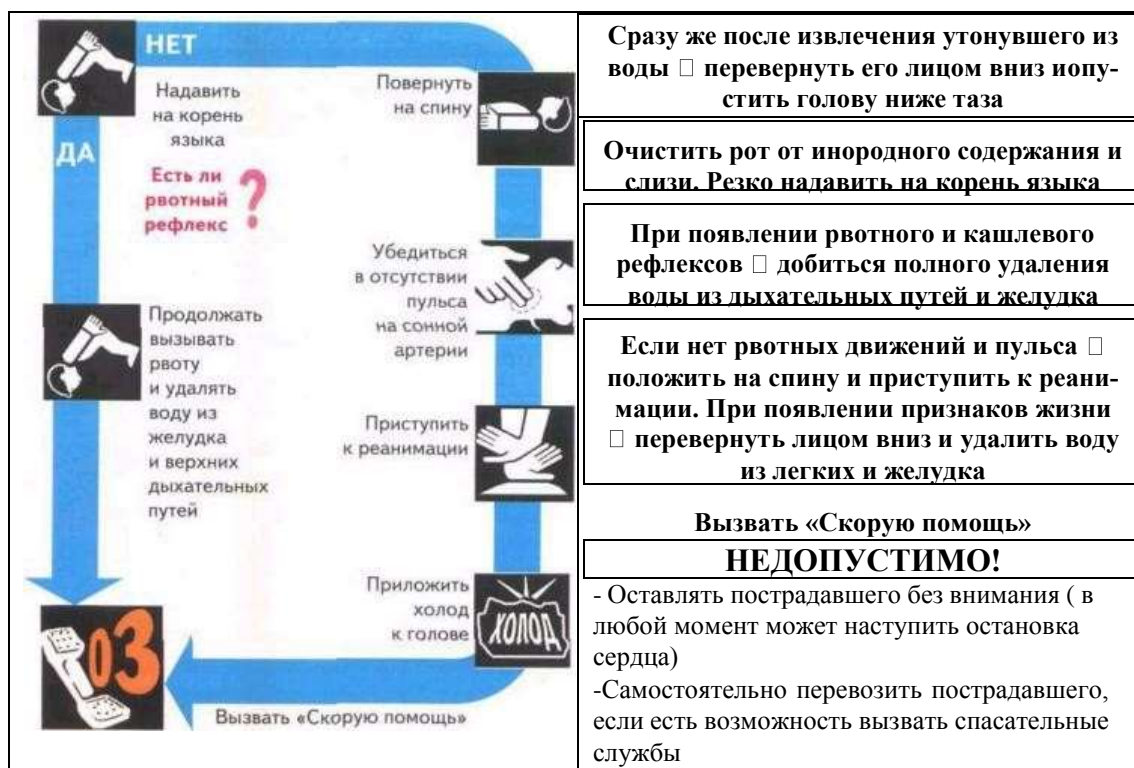 НЕТ
Надавить
на корень
языка
ДА
Есть ли
рвотный
рефлекс
?
Повернуть
на спину
Убедиться
в отсутствии
пульса
на сонной
артерии
Продолжать
вызывать
рвоту
и удалять
воду из
желудка
и верхних
дыхательных
путей
Приступить
к реанимации
Приложить
холод
к голове
ХОЛОД
03
Вызвать «Скорую помощь»
Сразу же после извлечения утонувшего из
воды □ перевернуть его лицом вниз иопу-
стить голову ниже таза
Очистить рот от инородного содержания и
слизи. Резко надавить на корень языка
При появлении рвотного и кашлевого
рефлексов □ добиться полного удаления
воды из дыхательных путей и желудка
Если нет рвотных движений и пульса □
положить на спину и приступить к реани-
мации. При появлении признаков жизни
□ перевернуть лицом вниз и удалить воду
из легких и желудка
Вызвать «Скорую помощь»
НЕДОПУСТИМО!
- Оставлять пострадавшего без внимания ( в
любой момент может наступить остановка
сердца)
-Самостоятельно перевозить пострадавшего,
если есть возможность вызвать спасательные
службы